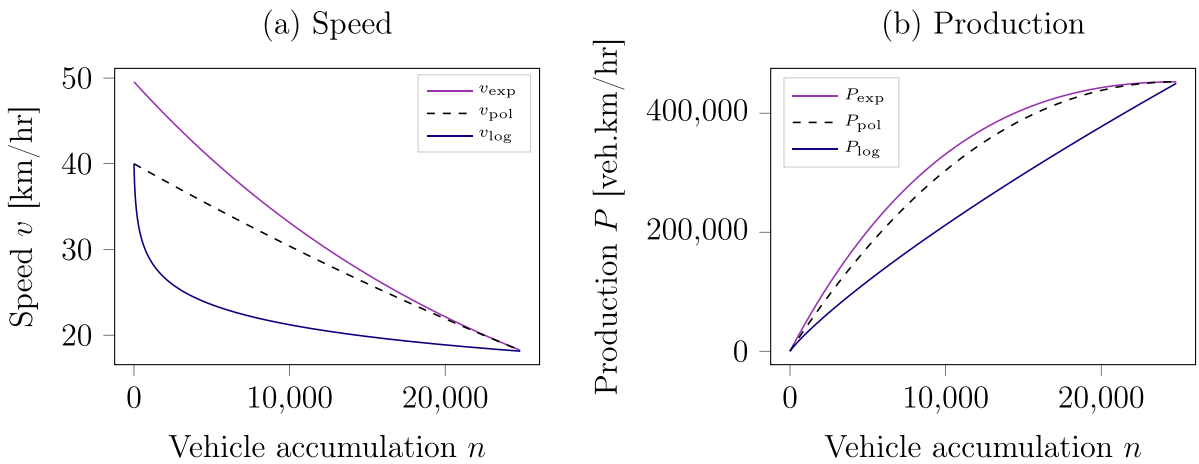 (a) Speed
50
40
30
20
Speed v [km/hr]
v_exp
v_pol
v_log
0
10,000
20,000
Vehicle accumulation n
(b) Production
400,000
200,000
0
Production P [veh.km/hr]
P_exp
P_pol
P_log
0
10,000
20,000
Vehicle accumulation n